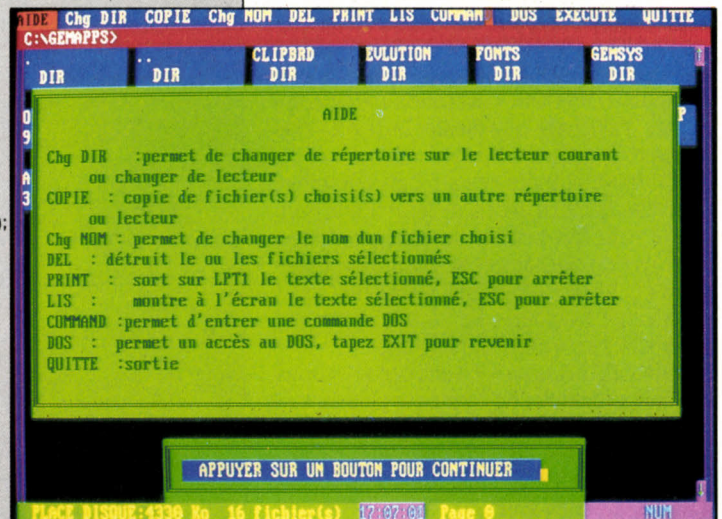 AIDE Chg DIR COPIE Chg NOM DEL PRINT LIS COMMAN DOS EXECUTE QUITTE
C:\GEMAPPS>
. .. CLIPBRD EVLUTION FONTS GEMSYS
DIR DIR DIR DIR DIR DIR
AIDE
Chg DIR :permet de changer de répertoire sur le lecteur courant
ou changer de lecteur
COPIE : copie de fichier(s) choisi(s) vers un autre répertoire
ou lecteur
Chg NOM : permet de changer le nom dun fichier choisi
DEL : détruit le ou les fichiers sélectionnés
PRINT : sort sur LPT1 le texte sélectionné, ESC pour arrêter
LIS : montre à l'écran le texte sélectionné, ESC pour arrêter
COMMAND :permet d'entrer une commande DOS
DOS : permet un accès au DOS, tapez EXIT pour revenir
QUITTE :sortie
APPUYER SUR UN BOUTON POUR CONTINUER
PLACE DISQUE:4338 Ko 16 fichier(s) Page 0 NUM